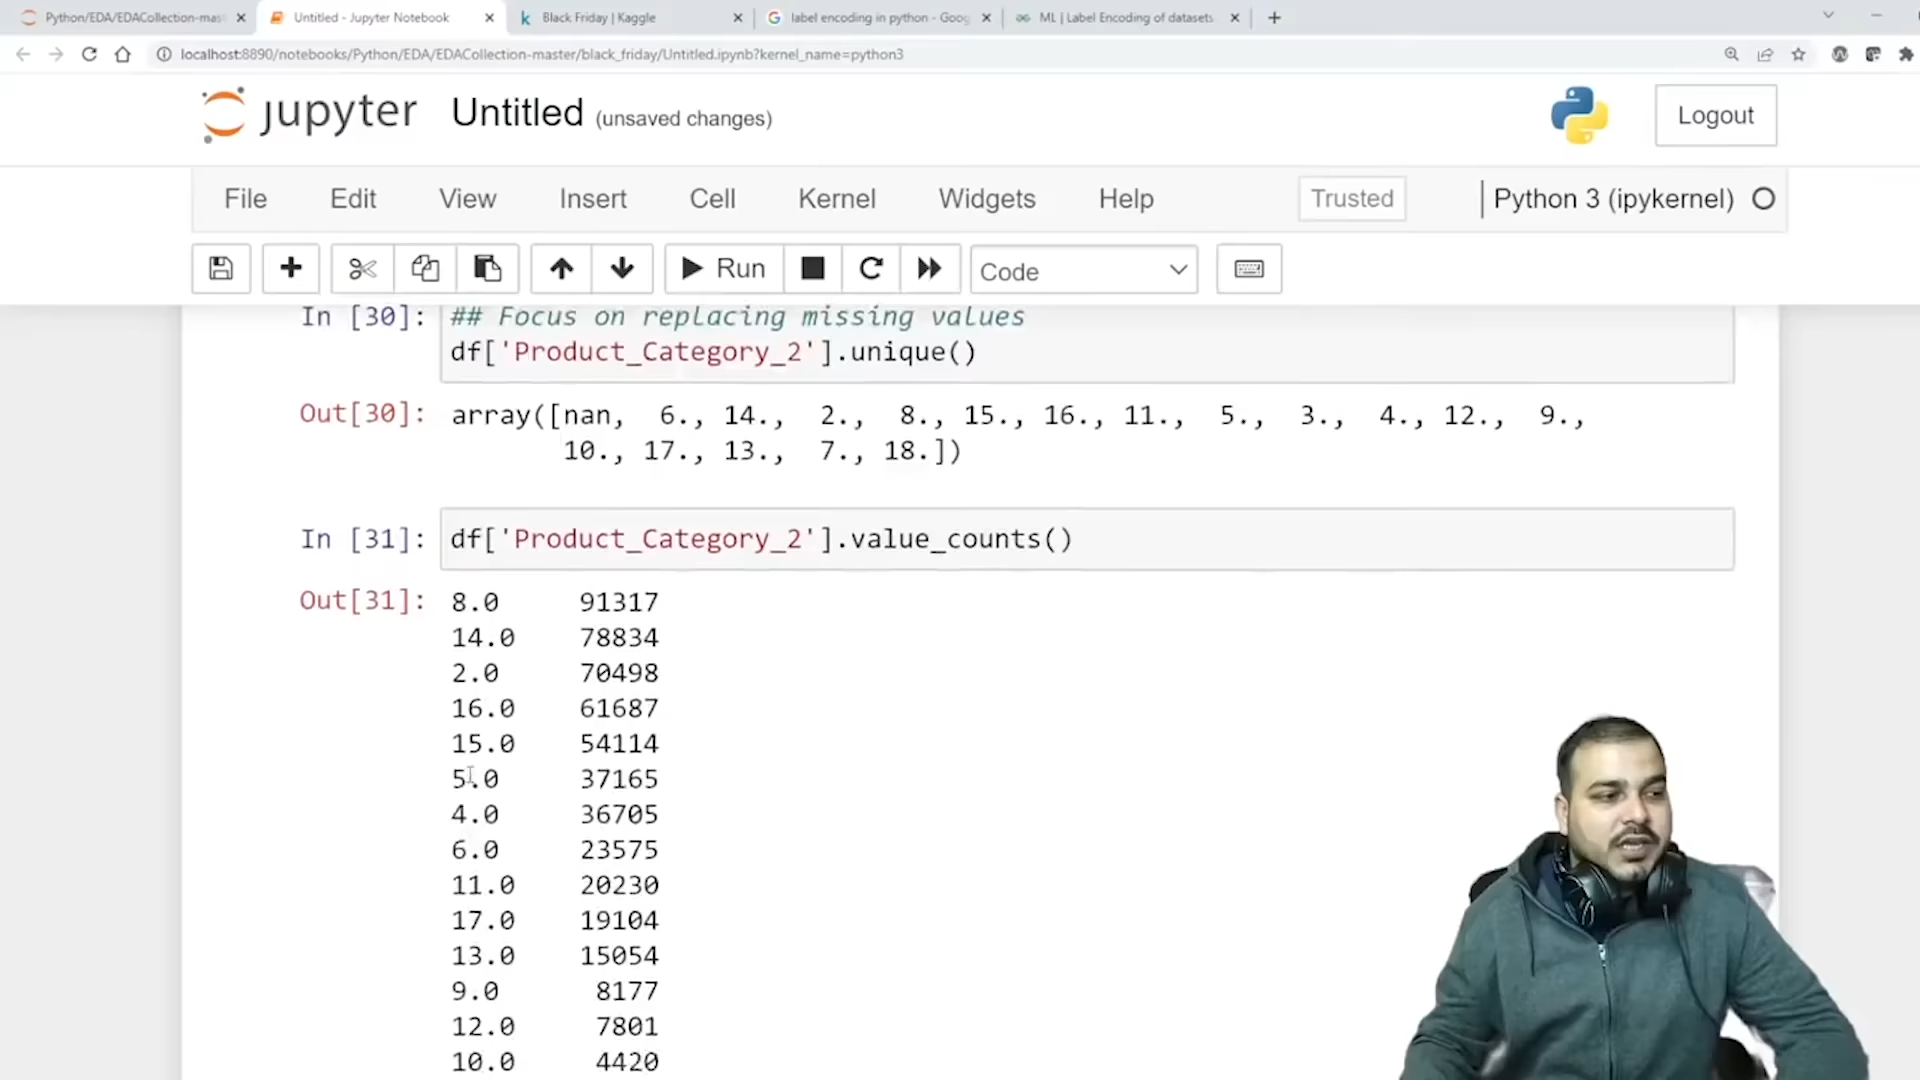 Python/EDA/EDACollection-mast
Untitled - Jupyter Notebook
Black Friday | Kaggle
label encoding in python - Goog
ML | Label Encoding of datasets
localhost:8890/notebooks/Python/EDA/EDACollection-master/black_friday/Untitled.ipynb?kernel_name=python3
jupyter Untitled (unsaved changes)
Logout
File Edit View Insert Cell Kernel Widgets Help Trusted Python 3 (ipykernel)
Run Code
In [30]: ## Focus on replacing missing values
df['Product_Category_2'].unique()
Out[30]: array([nan, 6., 14., 2., 8., 15., 16., 11., 5., 3., 4., 12., 9.,
10., 17., 13., 7., 18.])
In [31]: df['Product_Category_2'].value_counts()
Out[31]: 8.0 91317
14.0 78834
2.0 70498
16.0 61687
15.0 54114
5.0 37165
4.0 36705
6.0 23575
11.0 20230
17.0 19104
13.0 15054
9.0 8177
12.0 7801
10.0 4420